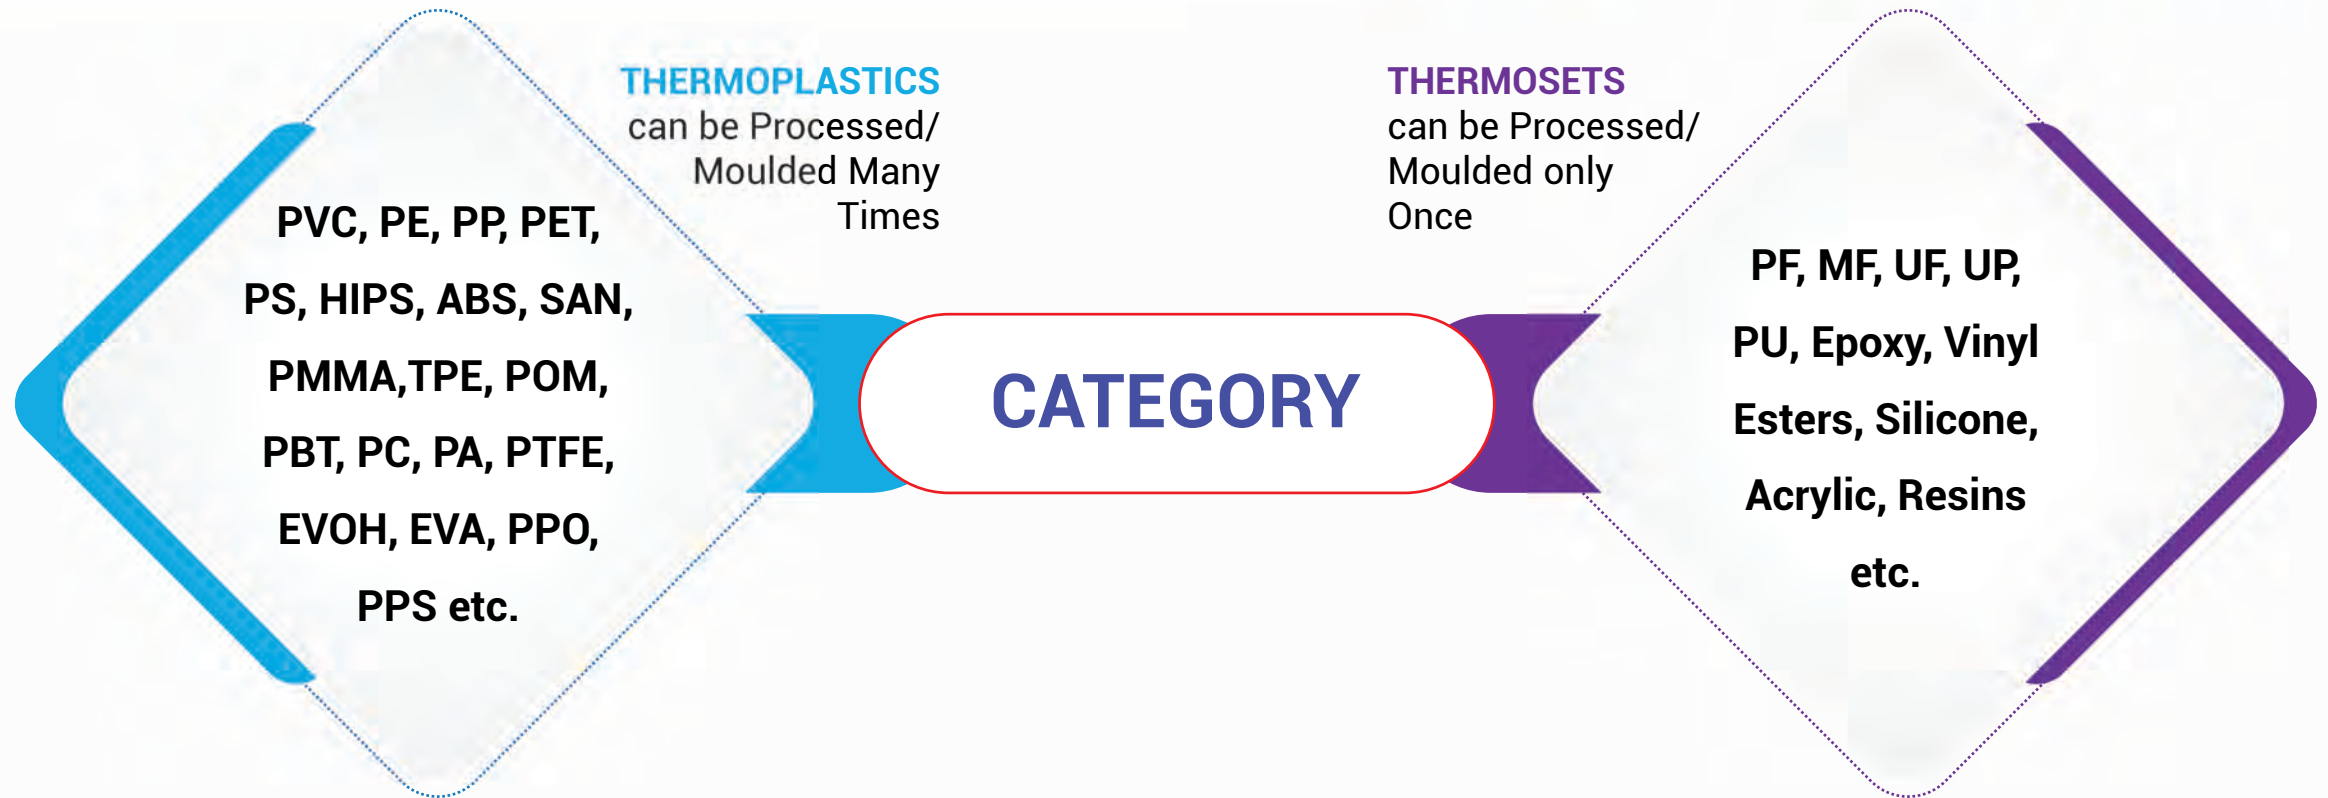 THERMOPLASTICS
can be Processed/
Moulded Many
Times
PVC, PE, PP, PET,
PS, HIPS, ABS, SAN,
PMMA,TPE, POM,
PBT, PC, PA, PTFE,
EVOH, EVA, PPO,
PPS etc.
CATEGORY
THERMOSETS
can be Processed/
Moulded only
Once
PF, MF, UF, UP,
PU, Epoxy, Vinyl
Esters, Silicone,
Acrylic, Resins
etc.